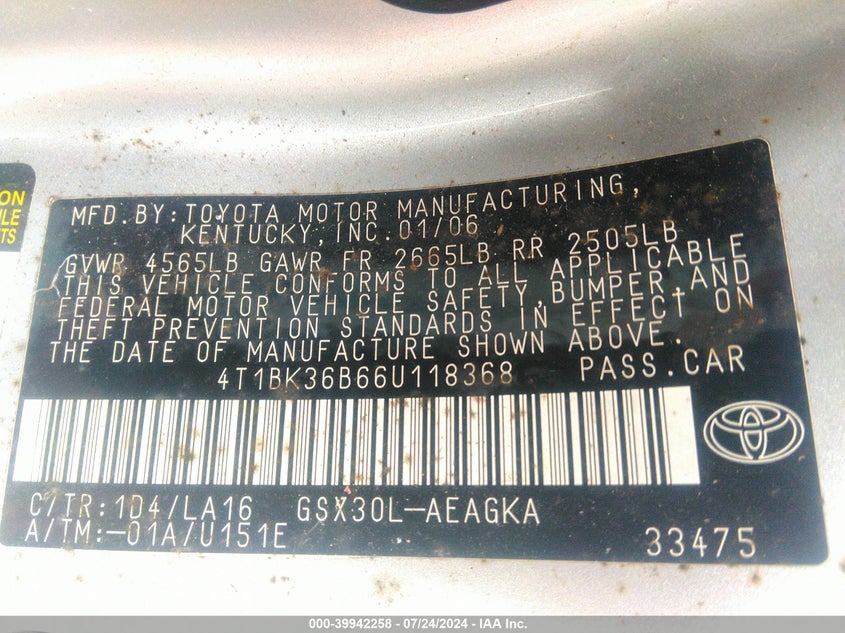 ON
LE
TS
MFD.BY:TOYOTA MOTOR MANUFACTURING,
KENTUCKY,INC.01/06
GVWR 4565LB GAWR FR 2665LB RR 2505LB
THIS VEHICLE CONFORMS TO ALL APPLICABLE
FEDERAL MOTOR VEHICLE SAFETY,BUMPER,AND
THEFT PREVENTION STANDARDS IN EFFECT ON
THE DATE OF MANUFACTURE SHOWN ABOVE.
4T1BK36B66U118368 PASS.CAR
C/TR:1D4/LA16 GSX30L-AEAGKA
A/TM:-01A/U151E 33475
000-39942258 - 07/24/2024 - IAA Inc.